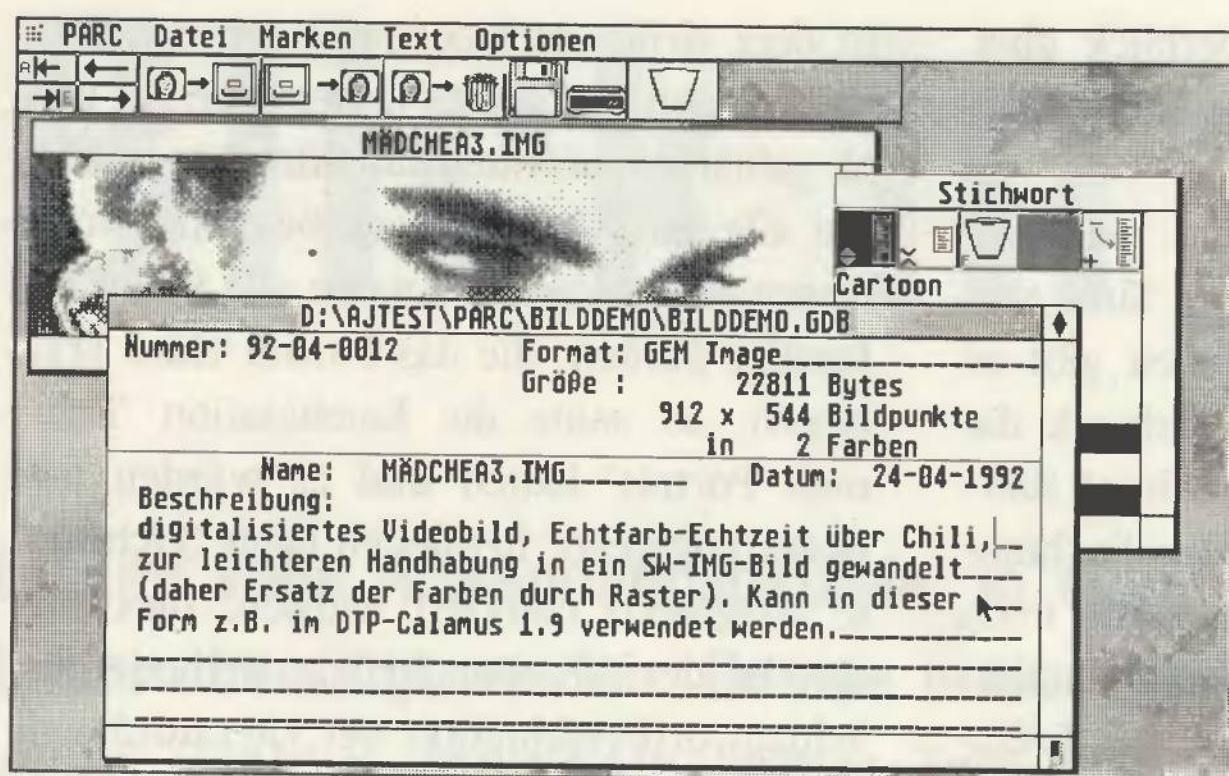 PARC Datei Marken Text Optionen
A
E
MÄDCHEA3.IMG
Stichwort
Cartoon
D:\AJTEST\PARC\BILDDEMO\BILDDEMO.GDB
Nummer: 92-04-0012 Format: GEM Image
Größe : 22811 Bytes
912 x 544 Bildpunkte
in 2 Farben
Name: MÄDCHEA3.IMG Datum: 24-04-1992
Beschreibung:
digitalisiertes Videobild, Echtfarb-Echtzeit über Chili,
zur leichteren Handhabung in ein SW-IMG-Bild gewandelt
(daher Ersatz der Farben durch Raster). Kann in dieser
Form z.B. im DTP-Calamus 1.9 verwendet werden.